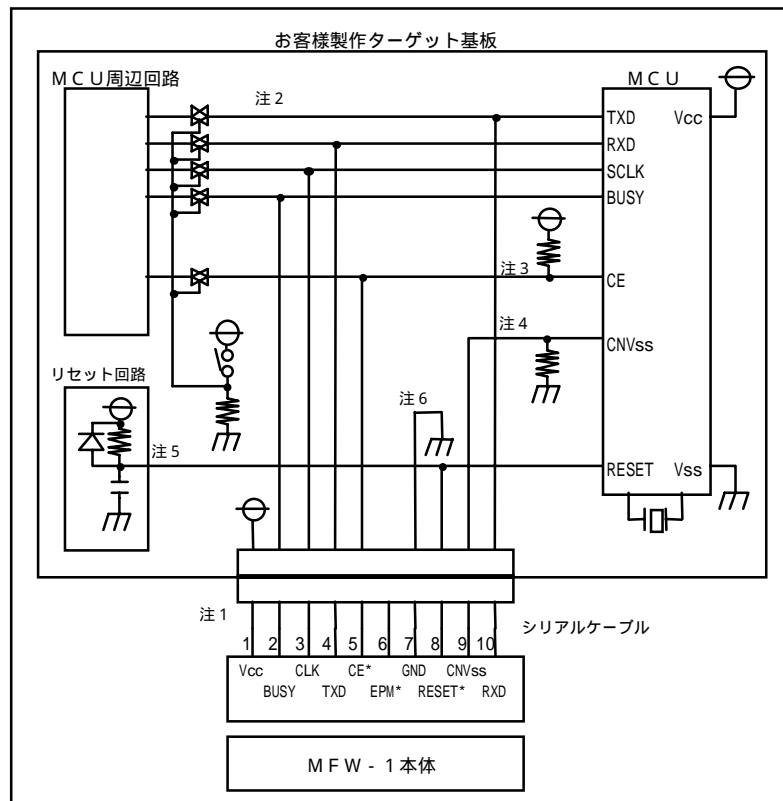 お客様製作ターゲット基板
ＭＣＵ周辺回路
ＭＣＵ
注２
TXD
Vcc
RXD
SCLK
BUSY
注３
CE
注４
CNVss
リセット回路
注６
注５
RESET
Vss
注１
シリアルケーブル
1 2 3 4 5 6 7 8 9 10
Vcc CLK CE* GND CNVss
BUSY TXD EPM* RESET* RXD
ＭＦＷ‐１本体